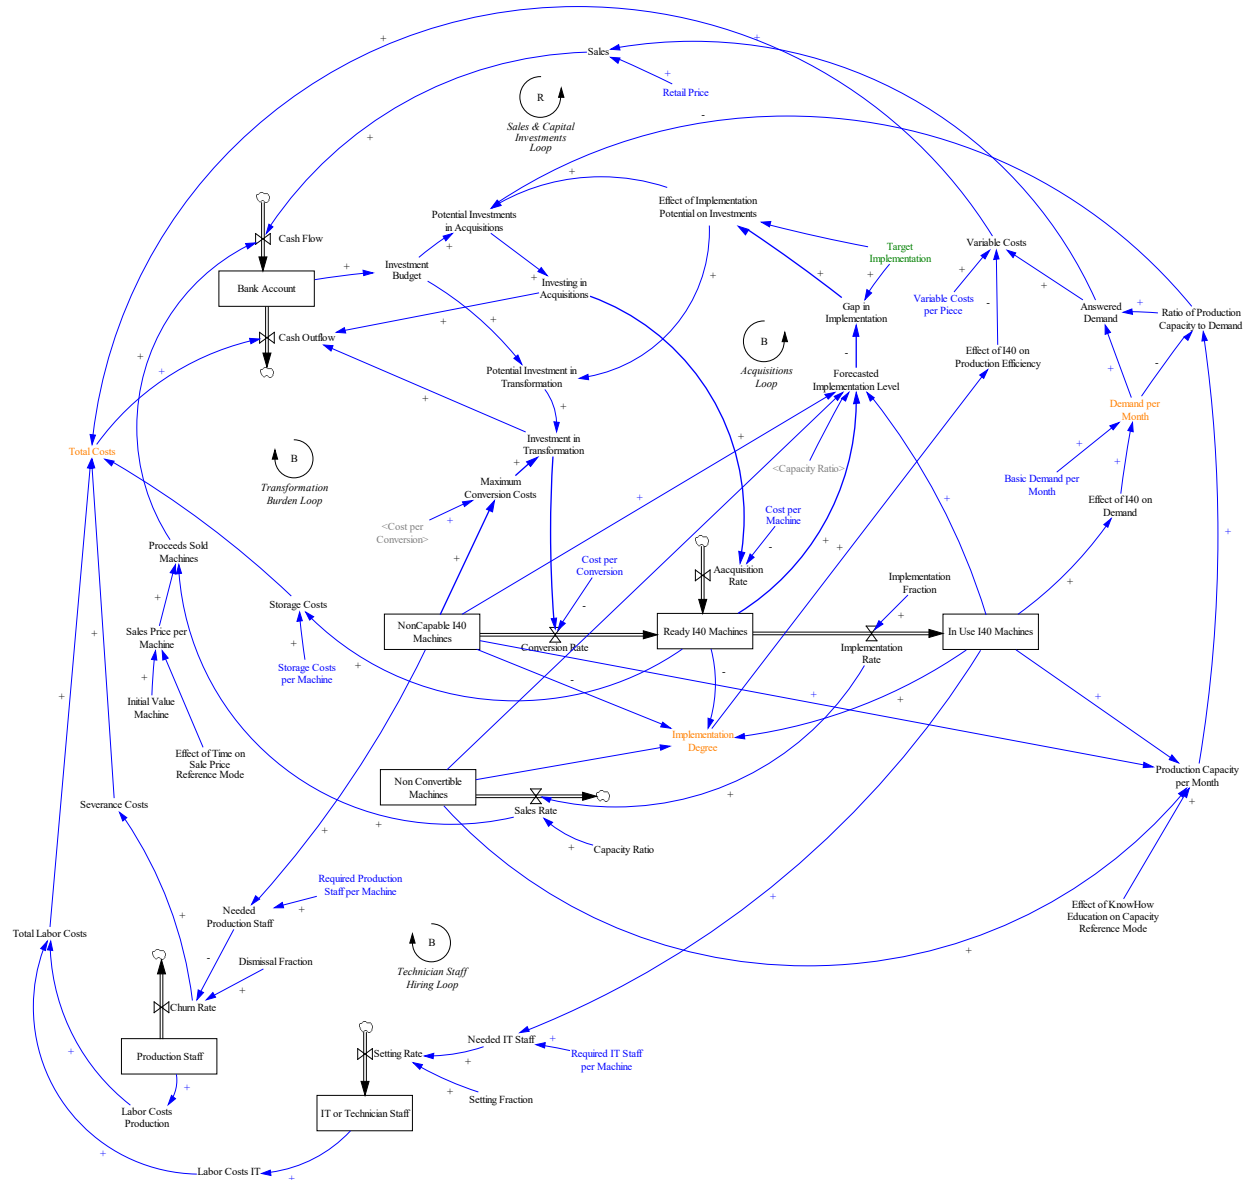 Sales
Retail Price
R
Sales & Capital
Investments
Loop
Cash Flow
Bank Account
Cash Outflow
Potential Investments
in Acquisitions
Investment
Budget
Investing in
Acquisitions
Effect of Implementation
Potential on Investments
Target
Implementation
Gap in
Implementation
Variable Costs
Variable Costs
per Piece
Answered
Demand
Ratio of Production
Capacity to Demand
Effect of I40 on
Production Efficiency
B
Acquisitions
Loop
Forecasted
Implementation Level
Potential Investment in
Transformation
Demand per
Month
Total Costs
B
Transformation
Burden Loop
Investment in
Transformation
Maximum
Conversion Costs
<Capacity Ratio>
Basic Demand per
Month
Effect of I40 on
Demand
<Cost per
Conversion>
Cost per
Machine
Proceeds Sold
Machines
Cost per
Conversion
Aacquisition
Rate
Implementation
Fraction
Storage Costs
NonCapable I40
Machines
Conversion Rate
Ready I40 Machines
Implementation
Rate
In Use I40 Machines
Sales Price per
Machine
Storage Costs
per Machine
Initial Value
Machine
Effect of Time on
Sale Price
Reference Mode
Implementation
Degree
Non Convertible
Machines
Sales Rate
Production Capacity
per Month
Severance Costs
Capacity Ratio
Required Production
Staff per Machine
Needed
Production Staff
Effect of KnowHow
Education on Capacity
Reference Mode
Total Labor Costs
B
Technician Staff
Hiring Loop
Dismissal Fraction
Churn Rate
Production Staff
Setting Rate
Needed IT Staff
Required IT Staff
per Machine
Setting Fraction
Labor Costs
Production
IT or Technician Staff
Labor Costs IT